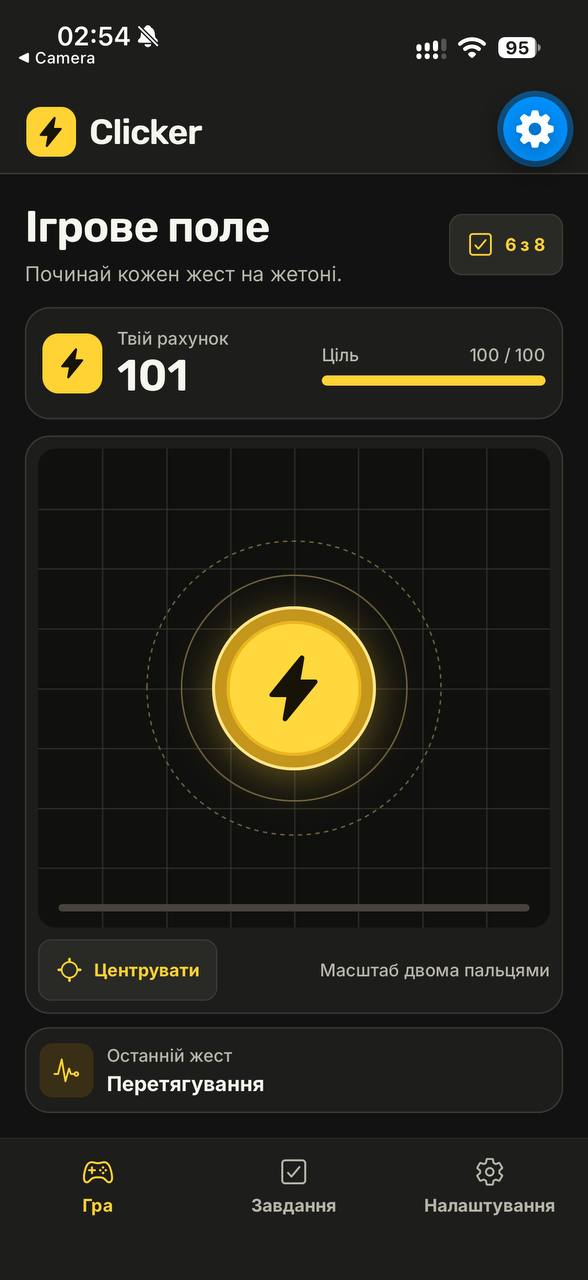 02:54
95
◀ Camera
Clicker
Ігрове поле
6 з 8
Починай кожен жест на жетоні.
Твій рахунок
101
Ціль
100 / 100
Центрувати
Масштаб двома пальцями
Останній жест
Перетягування
Гра
Завдання
Налаштування